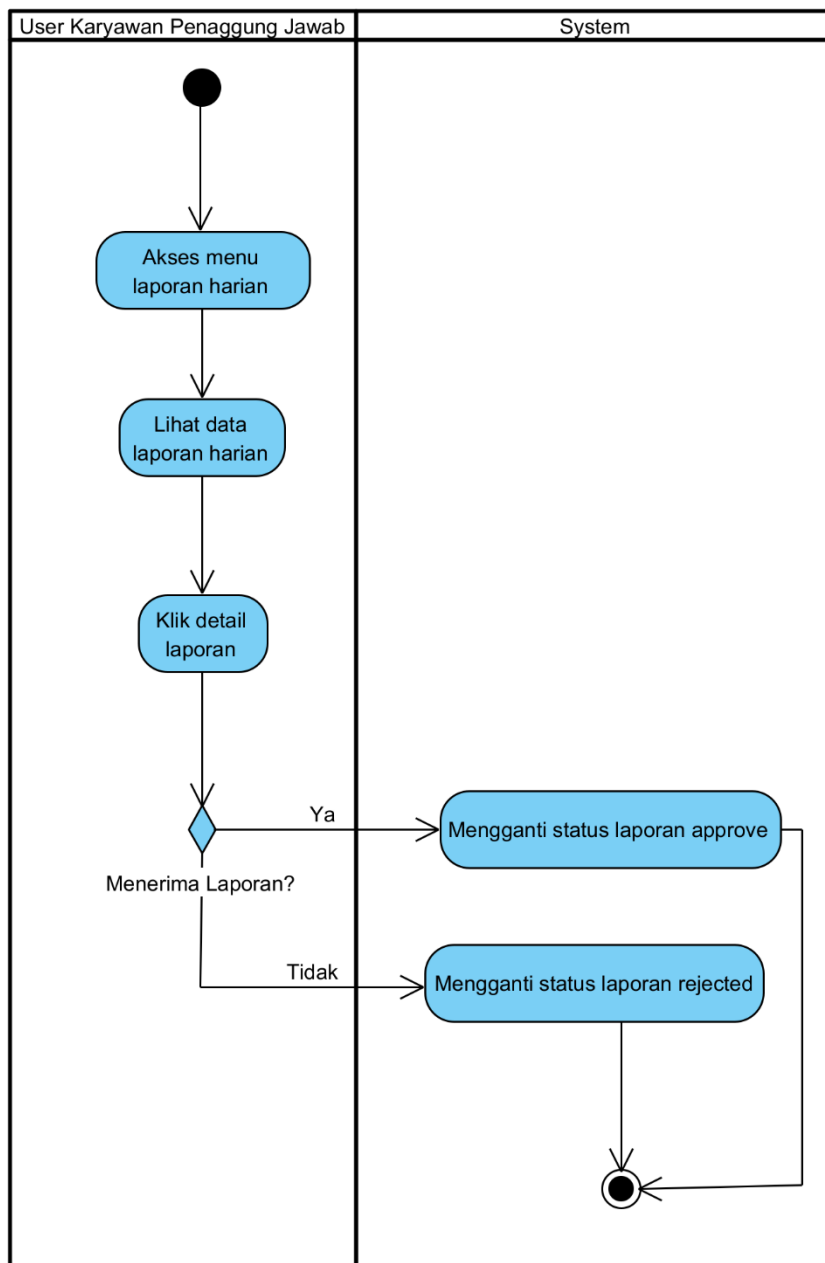 User Karyawan Penaggung Jawab
System
Akses menu
laporan harian
Lihat data
laporan harian
Klik detail
laporan
Ya
Mengganti status laporan approve
Menerima Laporan?
Tidak
Mengganti status laporan rejected